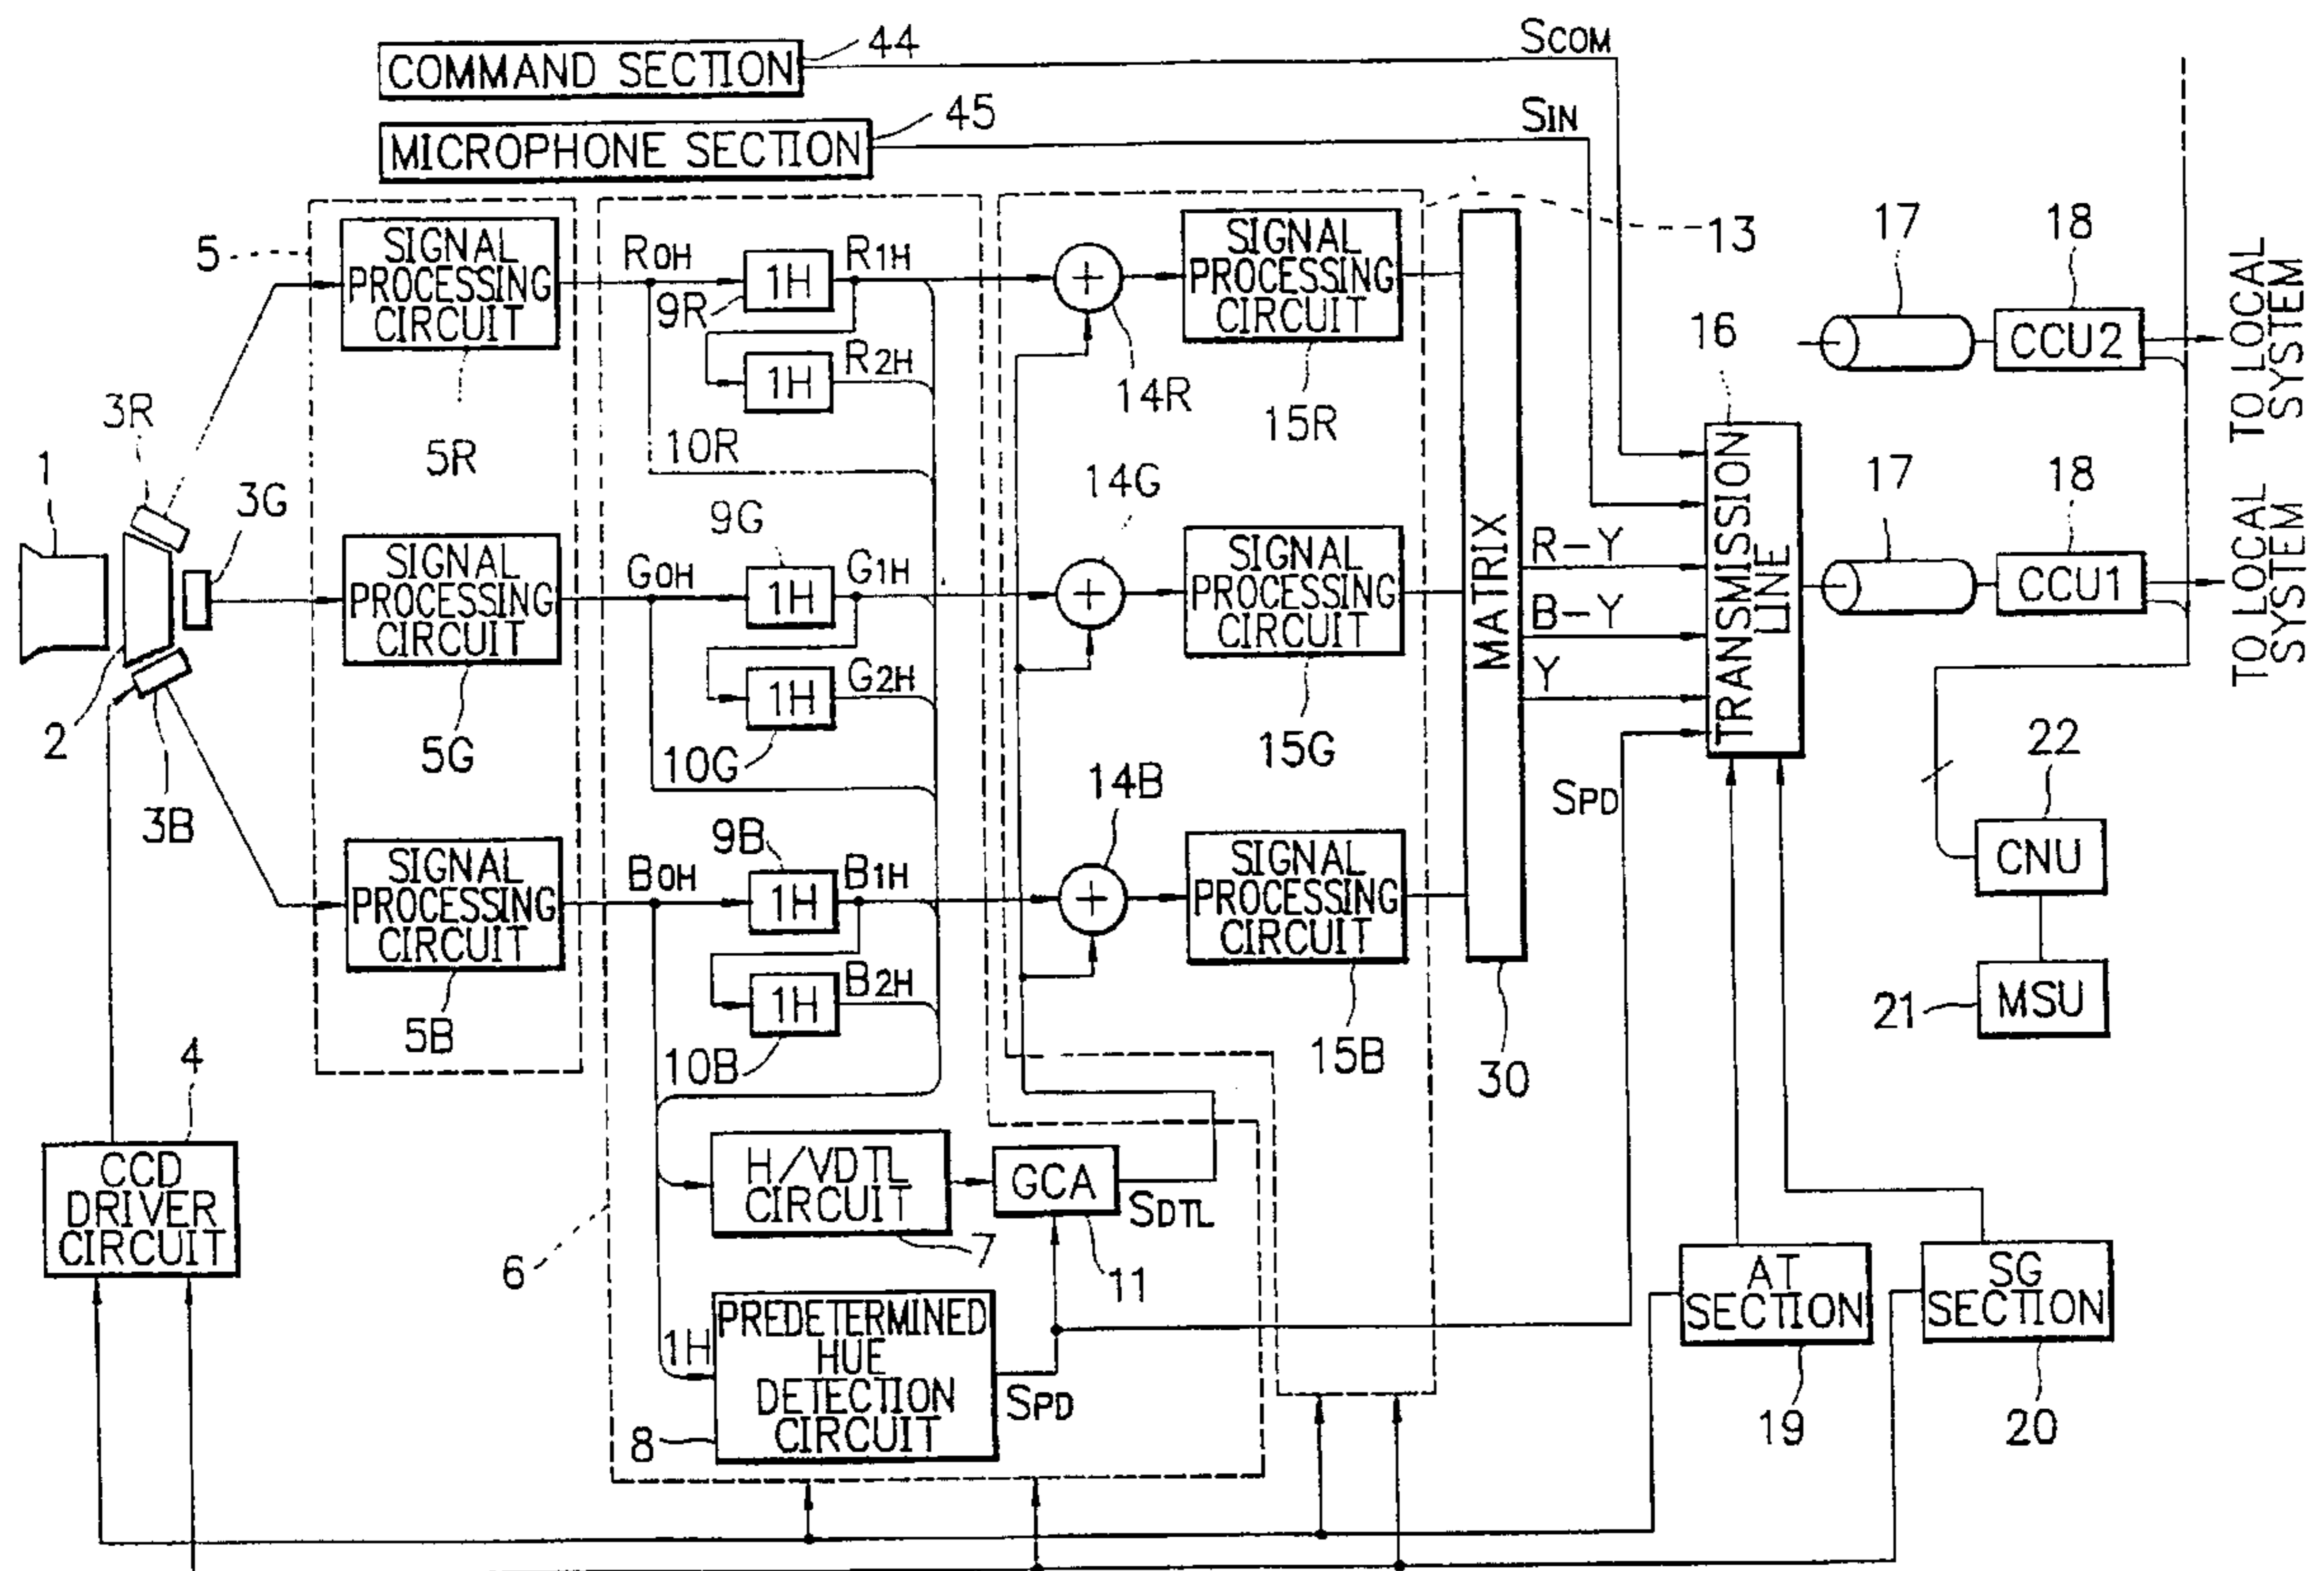 COMMAND SECTION
44
SCOM
MICROPHONE SECTION
45
SIN
5
SIGNAL
PROCESSING
CIRCUIT
5R
R0H
1H
9R
R1H
1H
R2H
10R
14R
SIGNAL
PROCESSING
CIRCUIT
15R
13
17
18
CCU2
TO LOCAL
SYSTEM
16
1
2
3R
3G
3B
SIGNAL
PROCESSING
CIRCUIT
5G
G0H
9G
1H
G1H
1H
G2H
10G
14G
SIGNAL
PROCESSING
CIRCUIT
15G
MATRIX
30
R-Y
B-Y
Y
SPD
TRANSMISSION
LINE
17
18
CCU1
TO LOCAL
SYSTEM
22
CNU
21
MSU
SIGNAL
PROCESSING
CIRCUIT
5B
B0H
9B
1H
B1H
1H
B2H
10B
14B
SIGNAL
PROCESSING
CIRCUIT
15B
4
CCD
DRIVER
CIRCUIT
6
H/VDTL
CIRCUIT
7
GCA
SDTL
11
1H
PREDETERMINED
HUE
DETECTION
CIRCUIT
8
SPD
AT
SECTION
19
SG
SECTION
20